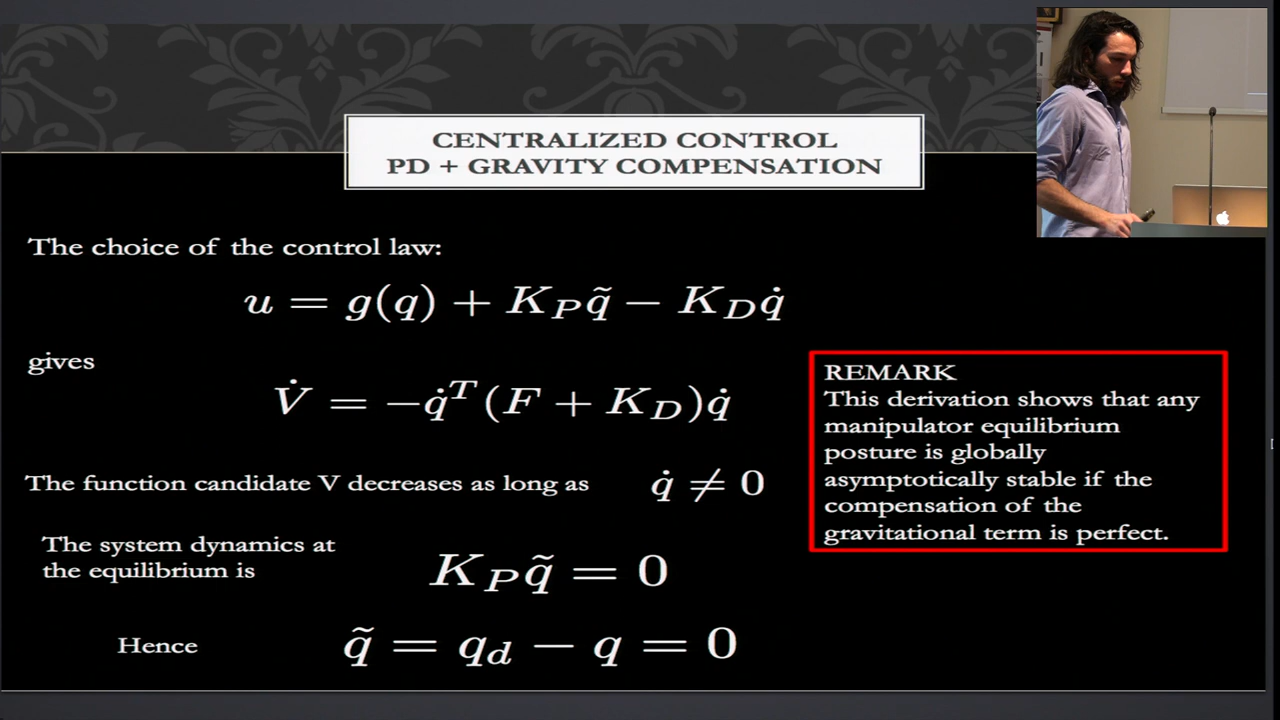 CENTRALIZED CONTROL
PD + GRAVITY COMPENSATION
The choice of the control law:
u = g(q) + K_P q̃ − K_D q̇
gives
V̇ = −q̇^T (F + K_D) q̇
The function candidate V decreases as long as q̇ ≠ 0
The system dynamics at
the equilibrium is
K_P q̃ = 0
Hence q̃ = q_d − q = 0
REMARK
This derivation shows that any
manipulator equilibrium
posture is globally
asymptotically stable if the
compensation of the
gravitational term is perfect.